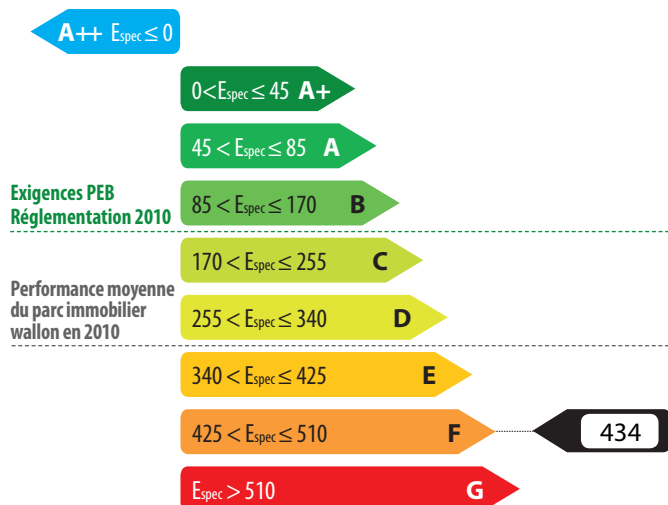 A++ Espec ≤ 0
0<Espec ≤ 45 A+
45 < Espec ≤ 85 A
Exigences PEB
Réglementation 2010
85 < Espec ≤ 170 B
170 < Espec ≤ 255 C
Performance moyenne
du parc immobilier
wallon en 2010
255 < Espec ≤ 340 D
340 < Espec ≤ 425 E
425 < Espec ≤ 510 F
434
Espec > 510 G